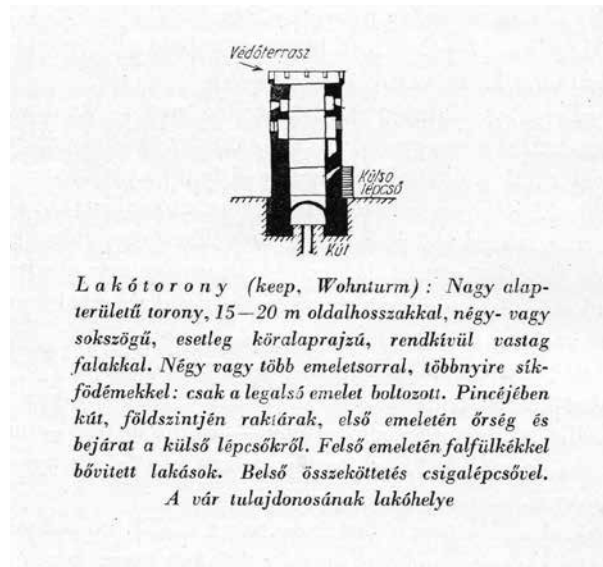 Védőterrasz
Külső
lépcső
Kút
Lakótorony (keep, Wohnturm): Nagy alap-
területű torony, 15—20 m oldalhosszakkal, négy- vagy
sokszögű, esetleg köralaprajzú, rendkívül vastag
falakkal. Négy vagy több emeletsorral, többnyire sík-
födémekkel: csak a legalsó emelet boltozott. Pincéjében
kút, földszintjén raktárak, első emeletén őrség és
bejárat a külső lépcsőkről. Felső emeletén falfülkékkel
bővitett lakások. Belső összeköttetés csigalépcsővel.
A vár tulajdonosának lakóhelye